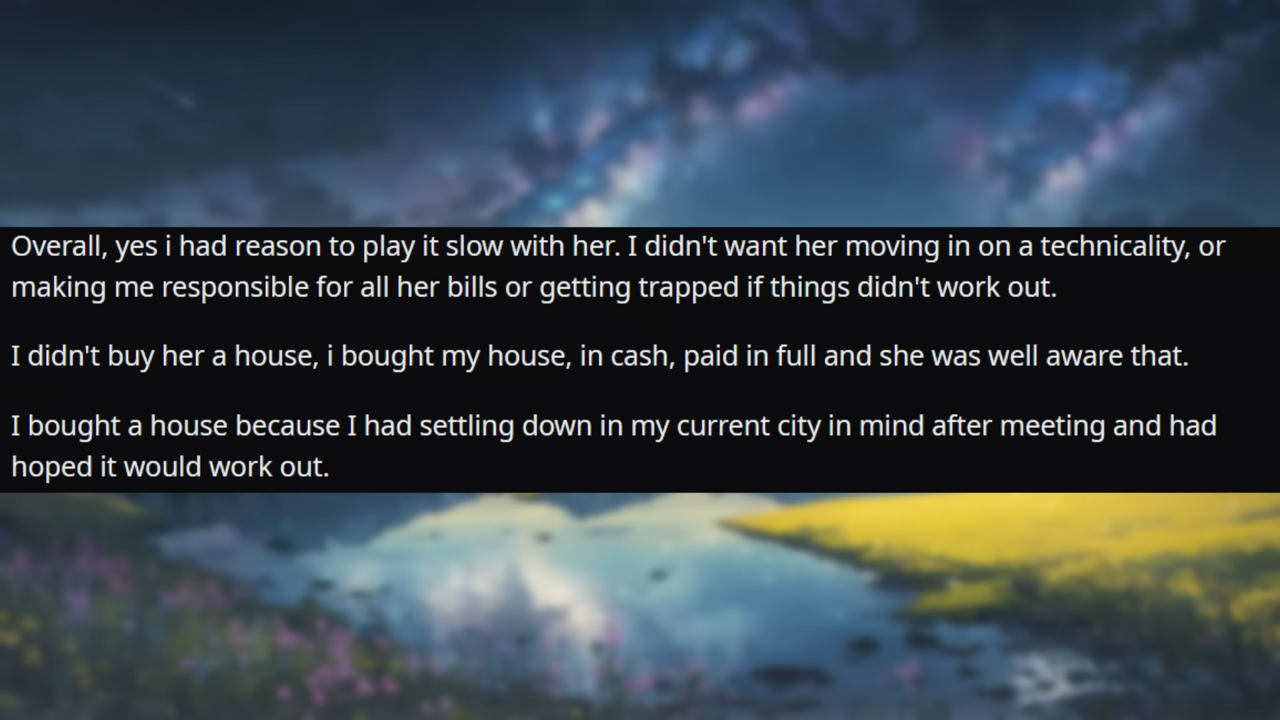 Overall, yes i had reason to play it slow with her. I didn't want her moving in on a technicality, or
making me responsible for all her bills or getting trapped if things didn't work out.
I didn't buy her a house, i bought my house, in cash, paid in full and she was well aware that.
I bought a house because I had settling down in my current city in mind after meeting and had
hoped it would work out.